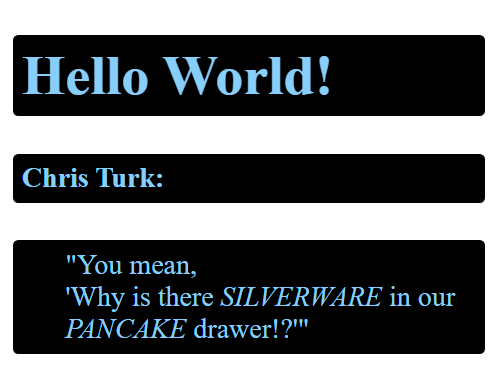 Hello World!
Chris Turk:
"You mean,
'Why is there SILVERWARE in our
PANCAKE drawer!?'"